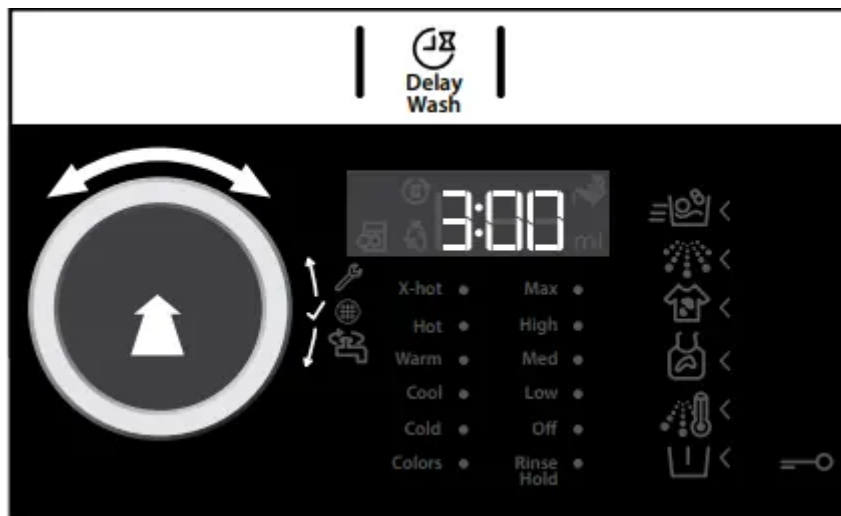 Delay
Wash
3:00
ml
X-hot
Max
Hot
High
Warm
Med
Cool
Low
Cold
Off
Colors
Rinse
Hold